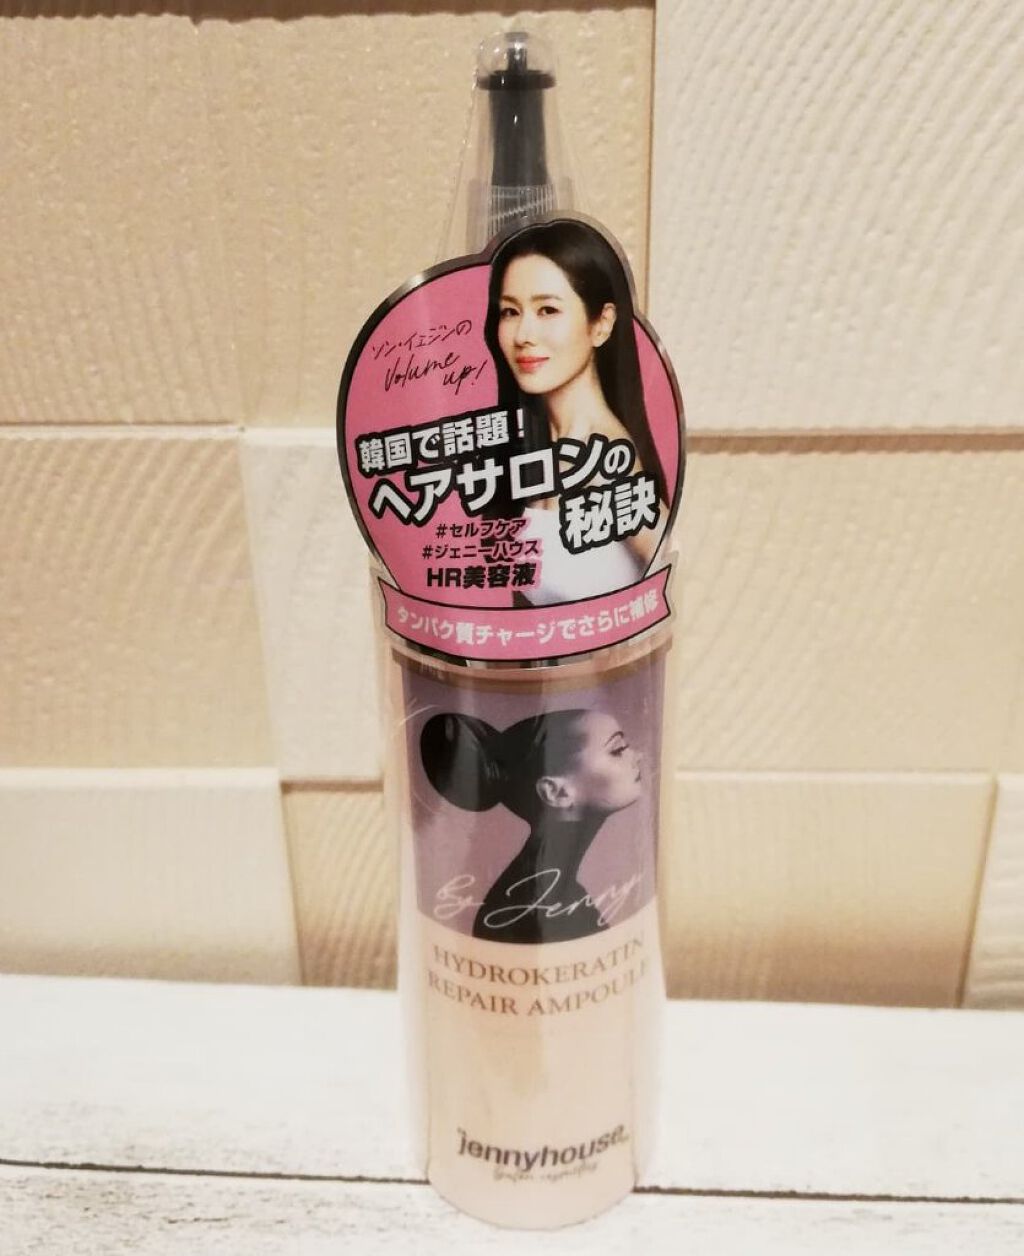 ソン・イェジンの
Volume
up!
韓国で話題!
ヘアサロンの
秘訣
#セルフケア
#ジェニーハウス
HR美容液
タンパク質チャージでさらに補修
By Jenny
HYDROKERATIN
REPAIR AMPOULE
jennyhouse